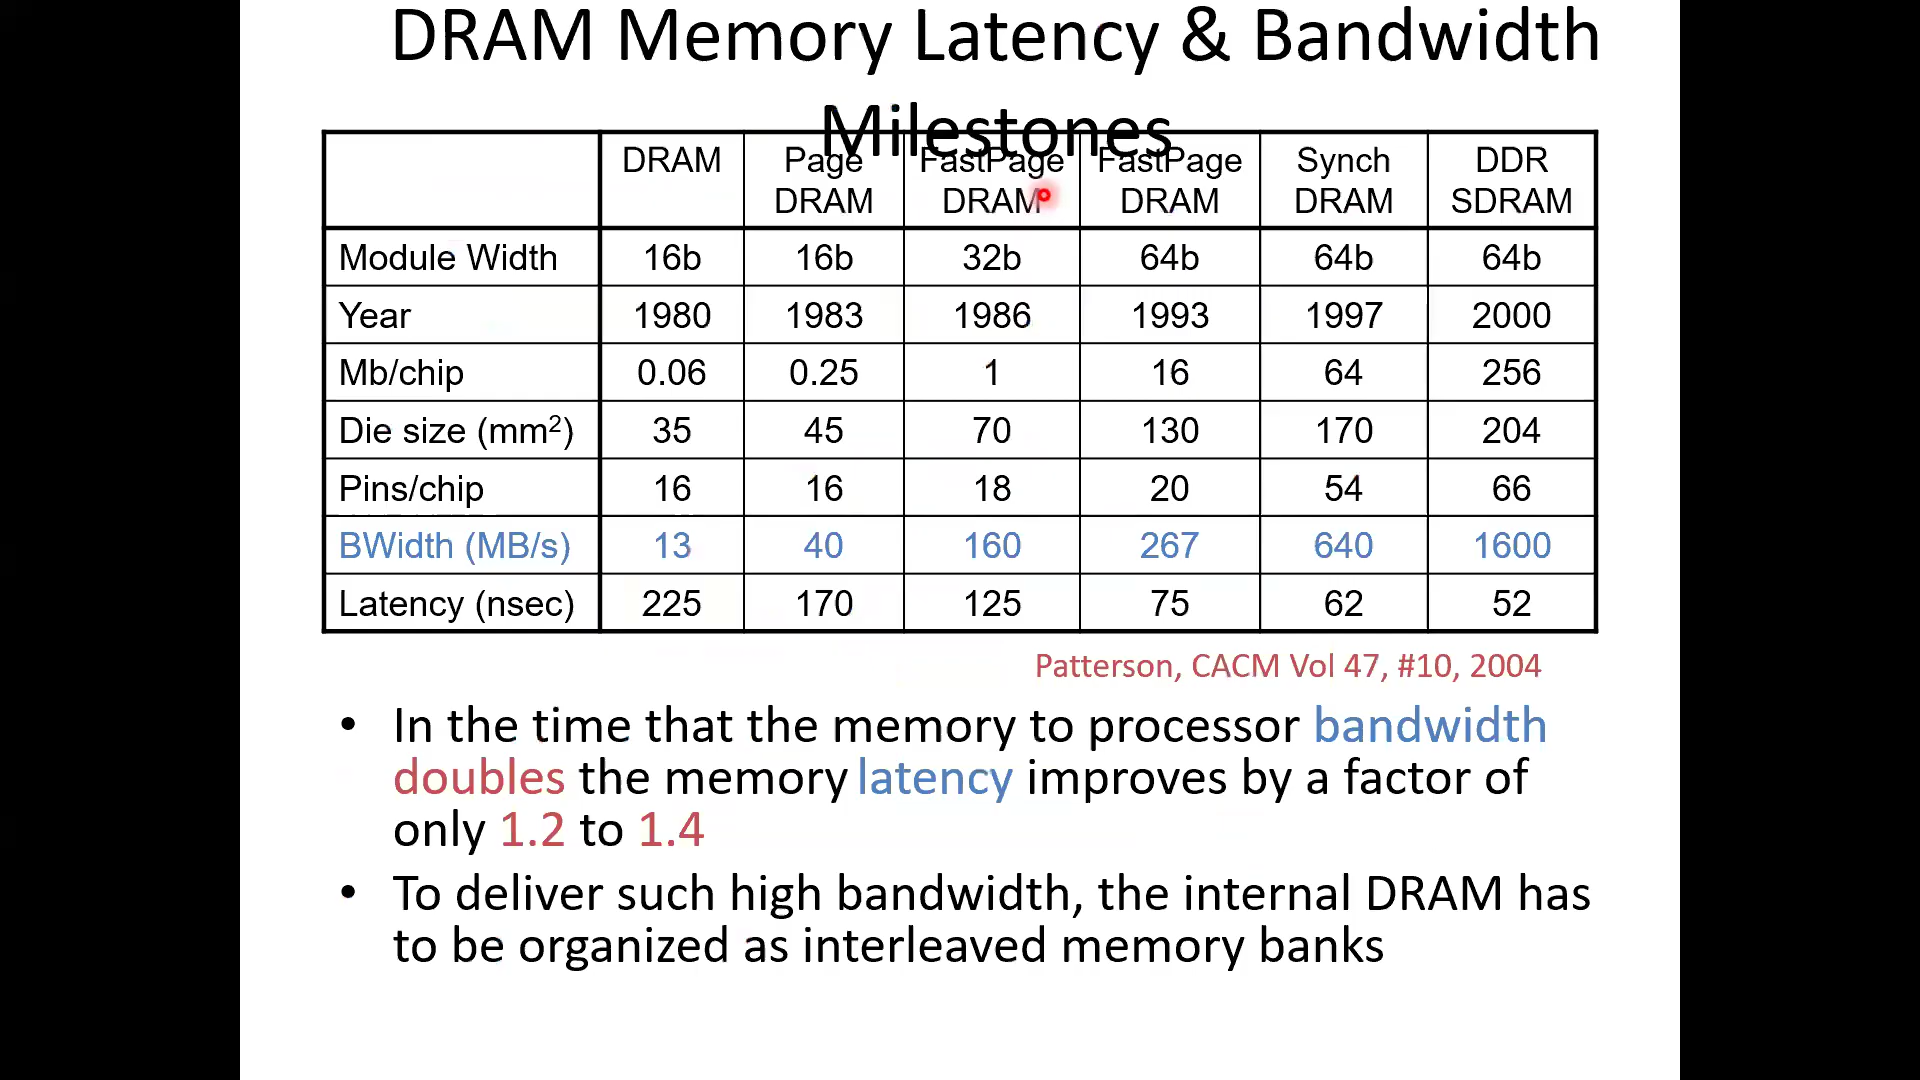 DRAM Memory Latency & Bandwidth
Milestones
DRAM Page DRAM FastPage DRAM FastPage DRAM Synch DRAM DDR SDRAM
Module Width 16b 16b 32b 64b 64b 64b
Year 1980 1983 1986 1993 1997 2000
Mb/chip 0.06 0.25 1 16 64 256
Die size (mm²) 35 45 70 130 170 204
Pins/chip 16 16 18 20 54 66
BWidth (MB/s) 13 40 160 267 640 1600
Latency (nsec) 225 170 125 75 62 52
Patterson, CACM Vol 47, #10, 2004
• In the time that the memory to processor bandwidth
doubles the memory latency improves by a factor of
only 1.2 to 1.4
• To deliver such high bandwidth, the internal DRAM has
to be organized as interleaved memory banks